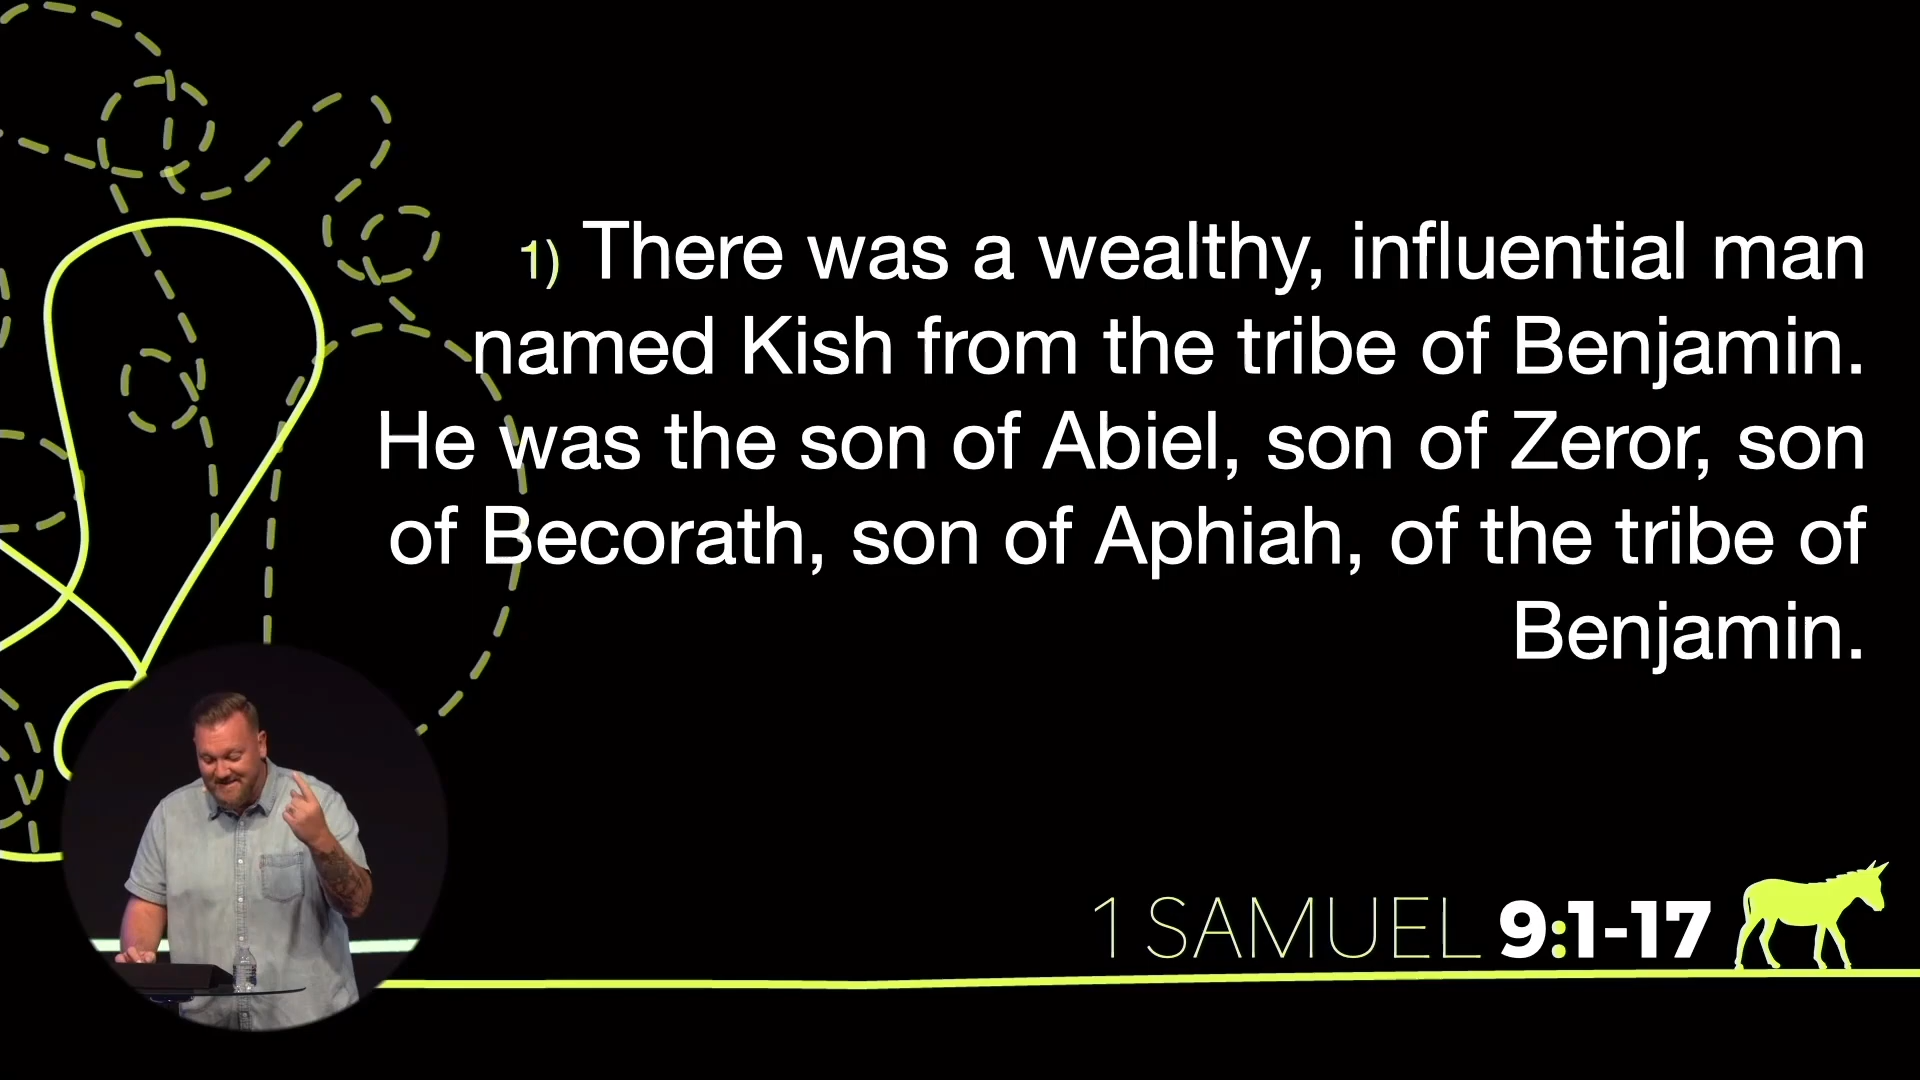 1) There was a wealthy, influential man
named Kish from the tribe of Benjamin.
He was the son of Abiel, son of Zeror, son
of Becorath, son of Aphiah, of the tribe of
Benjamin.
1 SAMUEL 9:1-17